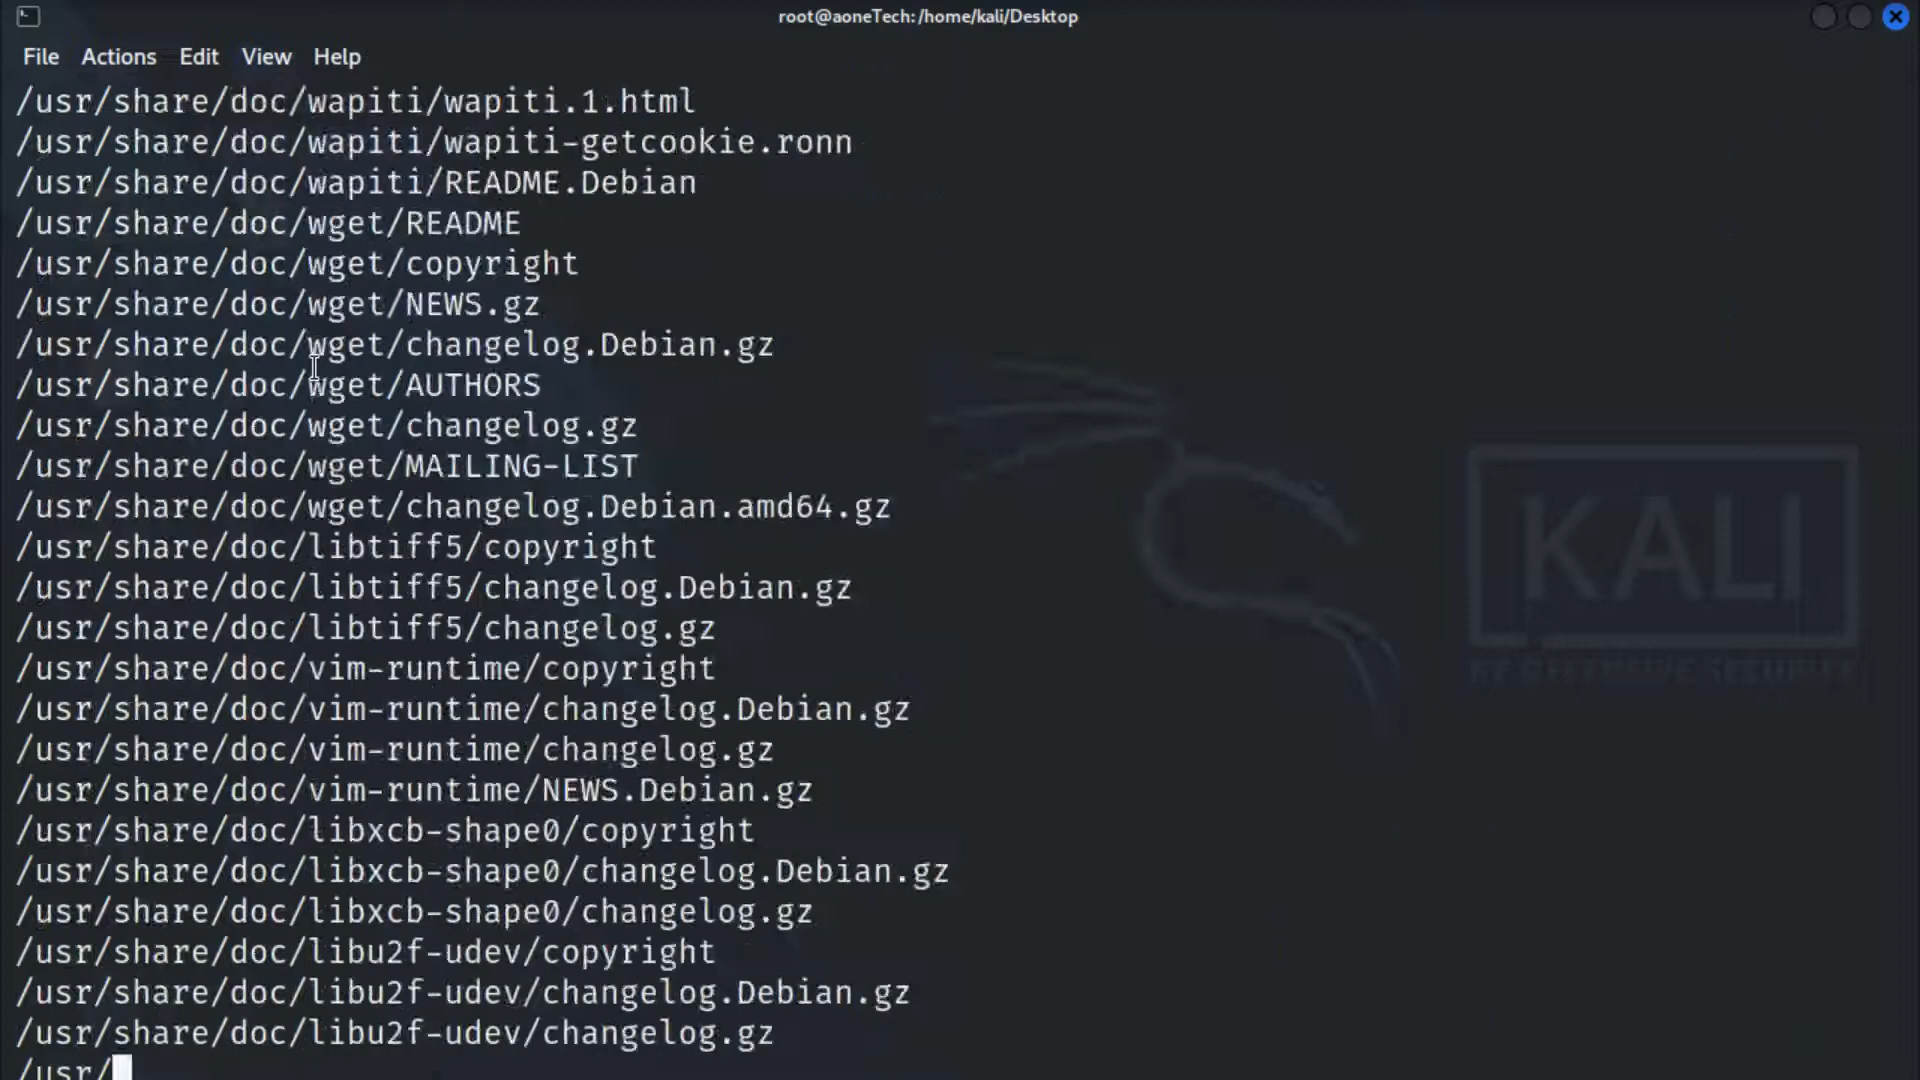 root@aoneTech:/home/kali/Desktop
File Actions Edit View Help
/usr/share/doc/wapiti/wapiti.1.html
/usr/share/doc/wapiti/wapiti-getcookie.ronn
/usr/share/doc/wapiti/README.Debian
/usr/share/doc/wget/README
/usr/share/doc/wget/copyright
/usr/share/doc/wget/NEWS.gz
/usr/share/doc/wget/changelog.Debian.gz
/usr/share/doc/wget/AUTHORS
/usr/share/doc/wget/changelog.gz
/usr/share/doc/wget/MAILING-LIST
/usr/share/doc/wget/changelog.Debian.amd64.gz
/usr/share/doc/libtiff5/copyright
/usr/share/doc/libtiff5/changelog.Debian.gz
/usr/share/doc/libtiff5/changelog.gz
/usr/share/doc/vim-runtime/copyright
/usr/share/doc/vim-runtime/changelog.Debian.gz
/usr/share/doc/vim-runtime/changelog.gz
/usr/share/doc/vim-runtime/NEWS.Debian.gz
/usr/share/doc/libxcb-shape0/copyright
/usr/share/doc/libxcb-shape0/changelog.Debian.gz
/usr/share/doc/libxcb-shape0/changelog.gz
/usr/share/doc/libu2f-udev/copyright
/usr/share/doc/libu2f-udev/changelog.Debian.gz
/usr/share/doc/libu2f-udev/changelog.gz
/usr/
KALI
BY OFFENSIVE SECURITY